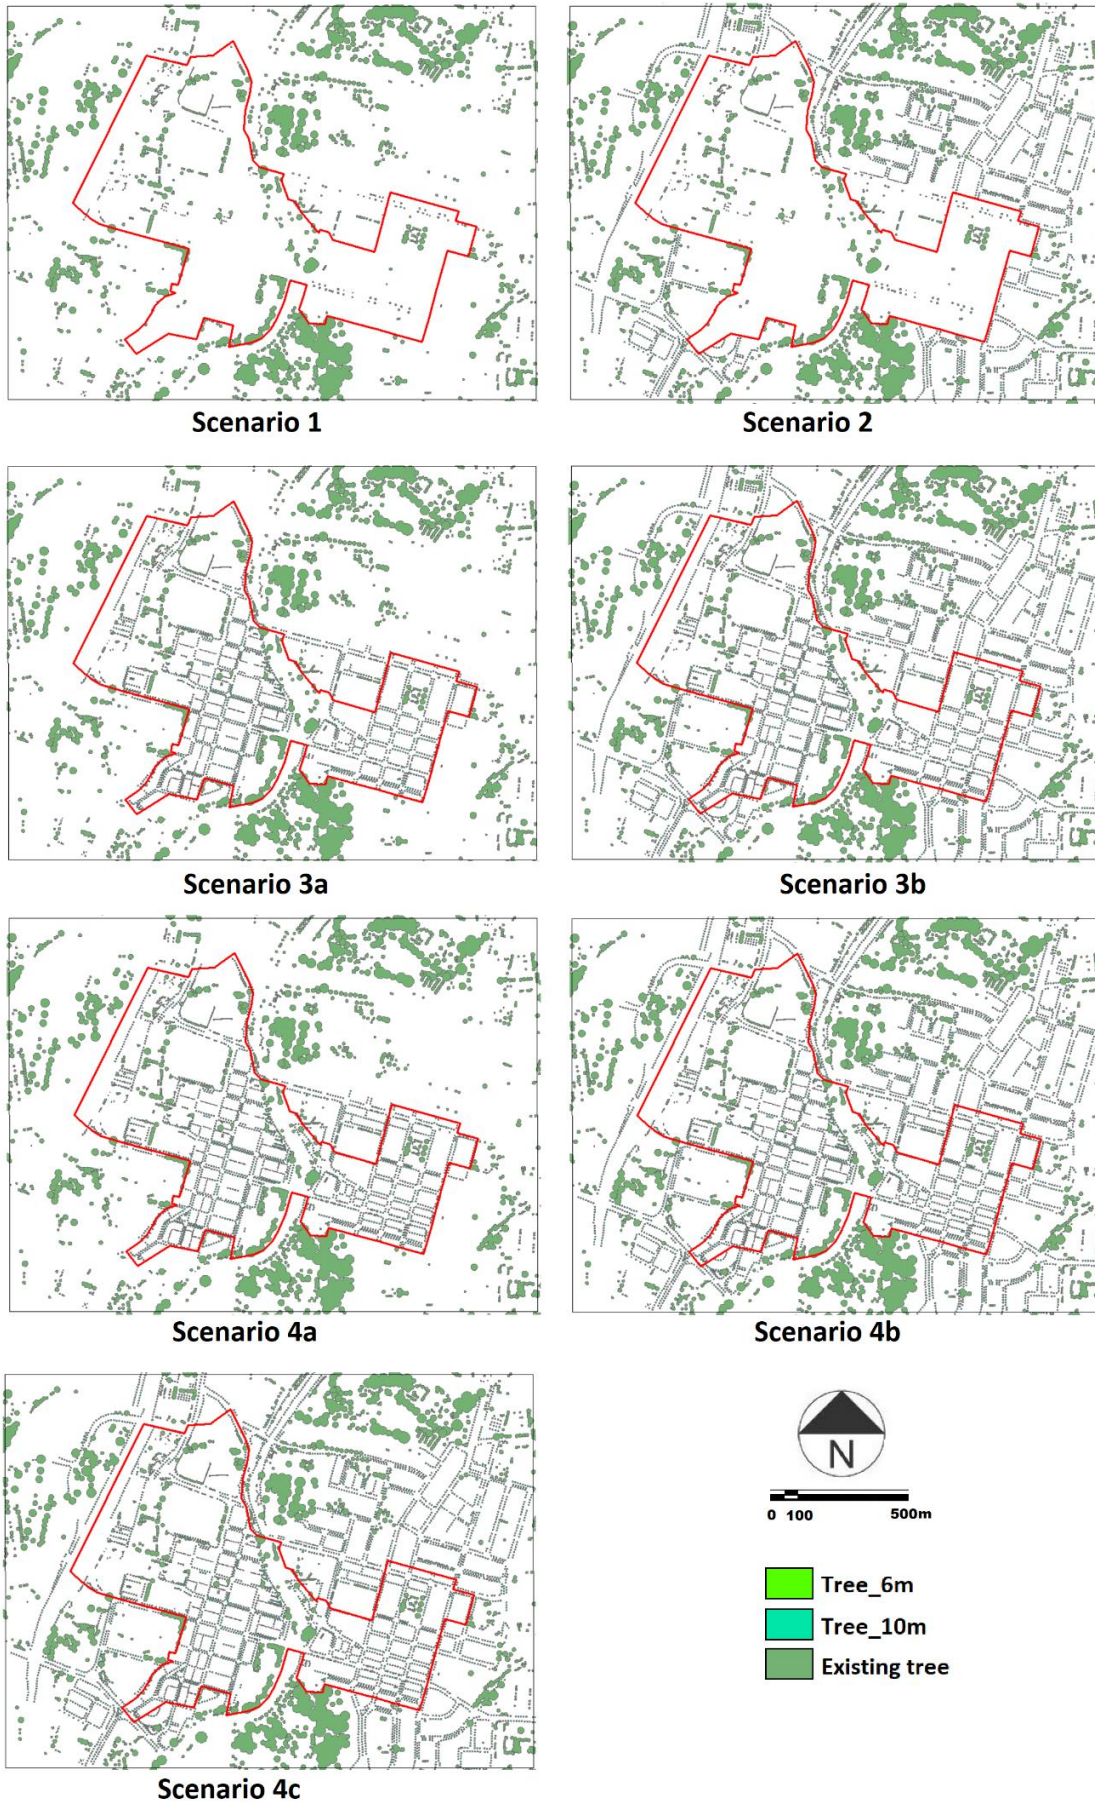 Scenario 1
Scenario 2
Scenario 3a
Scenario 3b
Scenario 4a
Scenario 4b
Scenario 4c
N
0 100 500m
Tree_6m
Tree_10m
Existing tree